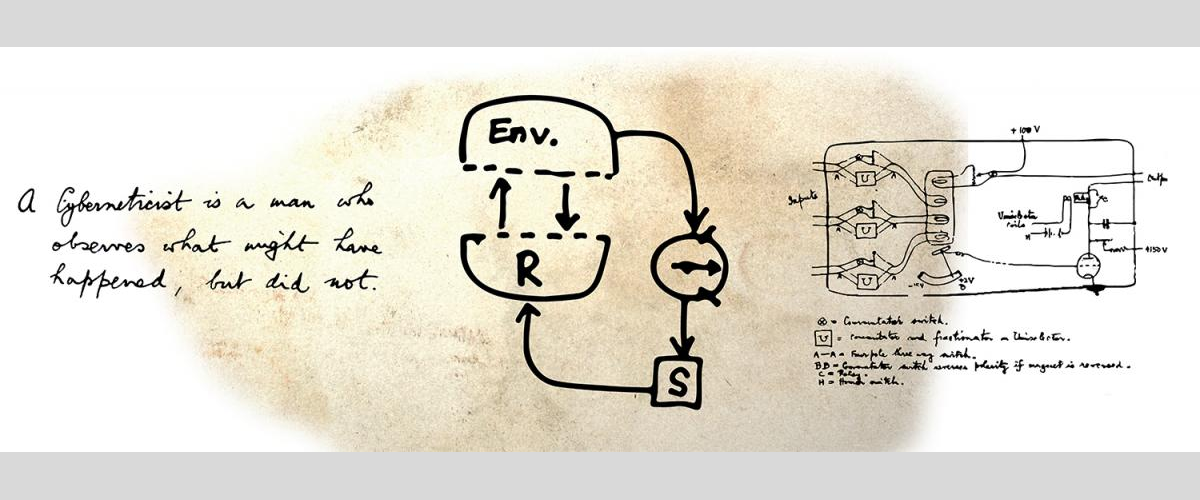 A Cyberneticist is a man who
observes what might have
happened, but did not.
Env.
R
S
+100 V
Inputs
Output
Uniselector
coils
H
A
A
A
A
A
A
U
U
U
C
+150V
D
⊗ = Commutator switch.
U = commutator and fractionator on Uniselector.
A—A = Four pole three way switch.
BB = Commutator switch reverses polarity if magnet is reversed.
C = Relay.
H = Hand switch.